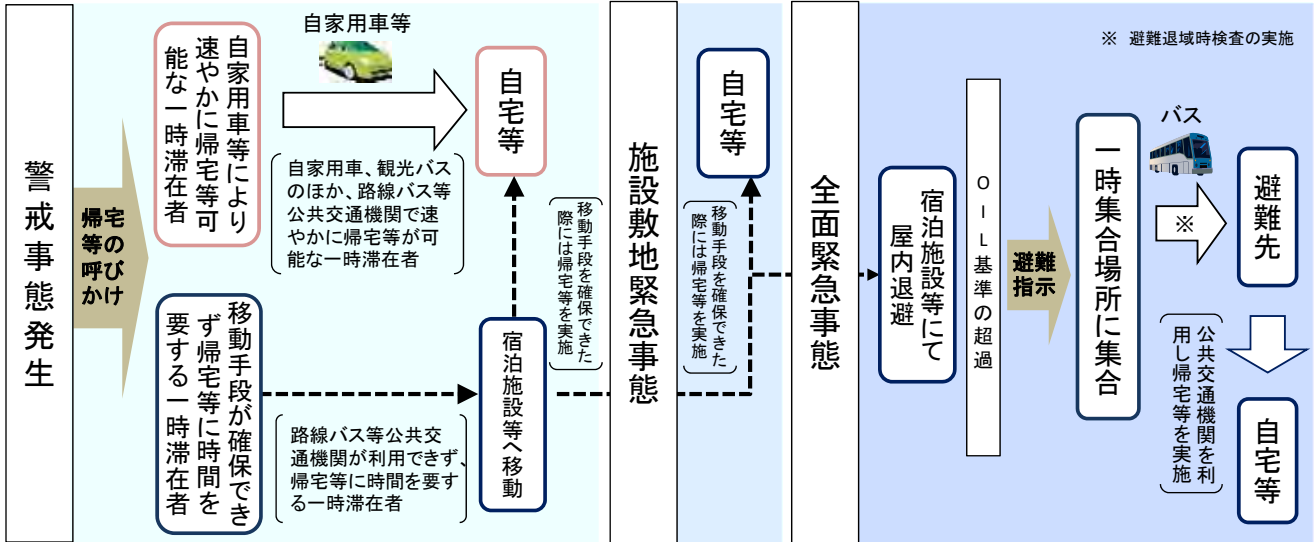 警戒事態発生
帰宅
等の
呼び
かけ
自家用車等により
速やかに帰宅等可
能な一時滞在者
自家用車等
自家用車、観光バス
のほか、路線バス等
公共交通機関で速
やかに帰宅等が可
能な一時滞在者
自宅等
移動手段が確保でき
ず帰宅等に時間を
要する一時滞在者
路線バス等公共交
通機関が利用できず、
帰宅等に時間を要す
る一時滞在者
宿泊施設等へ移動
移動手段を確保できた
際には帰宅等を実施
施設敷地緊急事態
自宅等
移動手段を確保できた
際には帰宅等を実施
全面緊急事態
宿泊施設等にて
屋内退避
OIL基準の超過
避難
指示
一時集合場所に集合
※ 避難退域時検査の実施
バス
※
避難先
公共交通機関を利
用し帰宅等を実施
自宅等